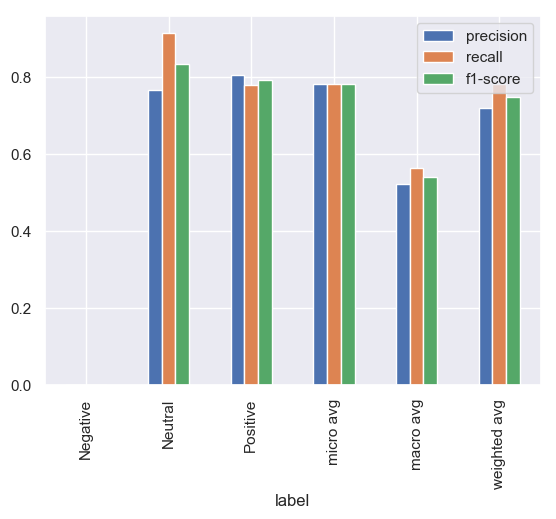 precision
recall
f1-score
0.8
0.6
0.4
0.2
0.0
Negative
Neutral
Positive
micro avg
macro avg
weighted avg
label